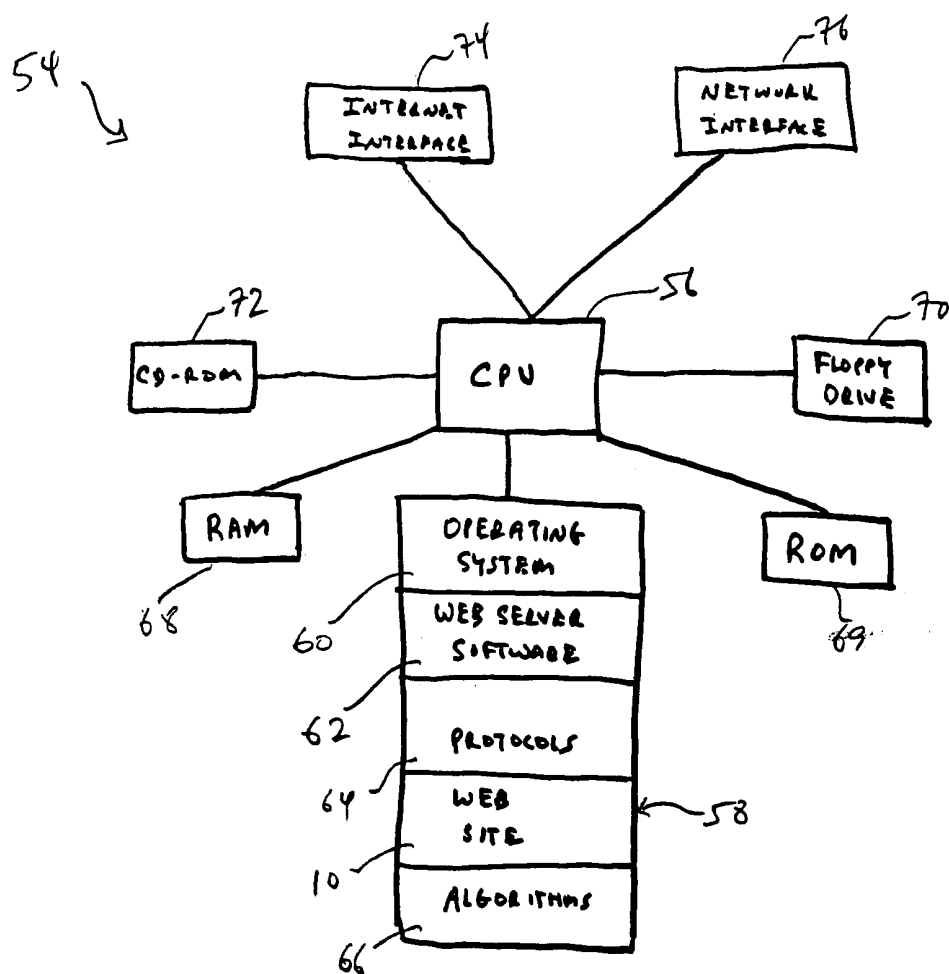 54
74
76
INTERNET
INTERFACE
NETWORK
INTERFACE
72
56
70
CD-ROM
CPU
FLOPPY
DRIVE
RAM
68
OPERATING
SYSTEM
60
ROM
69
WEB SERVER
SOFTWARE
62
PROTOCOLS
64
WEB
SITE
10
58
ALGORITHMS
66